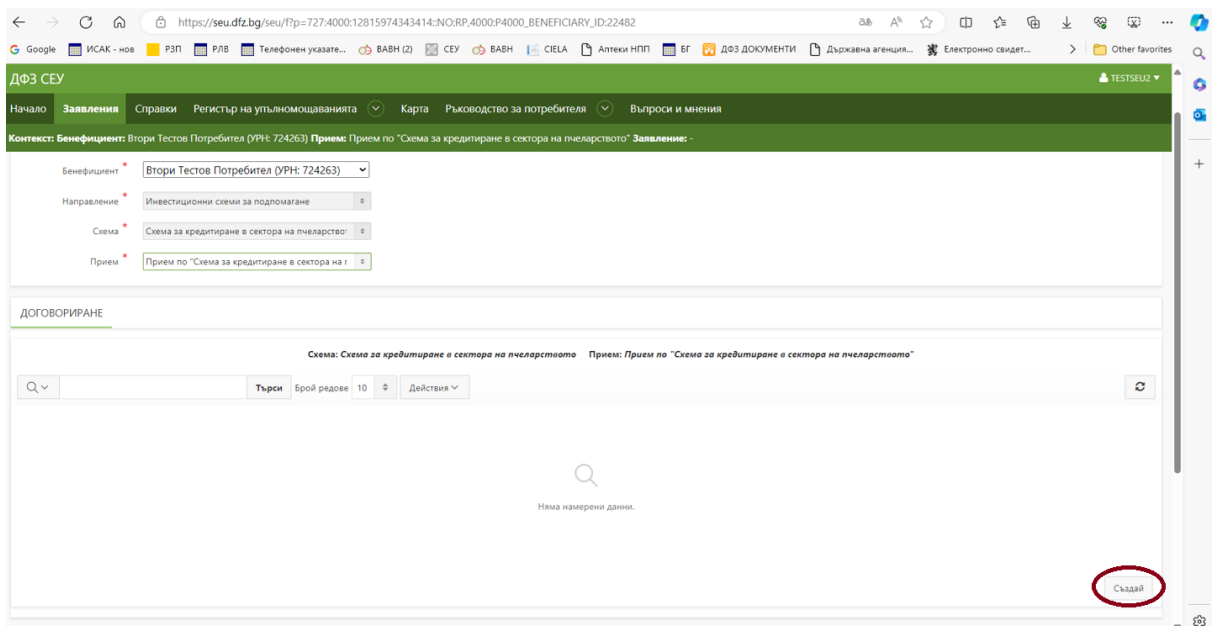 https://seu.dfz.bg/seu/f?p=727:4000:12815974343414::NO:RP,4000:P4000_BENEFICIARY_ID:22482
Google ИСАК - нов РЗП РЛВ Телефонен указате... ВАВН (2) СЕУ ВАВН CIELA Аптеки НПП БГ ДФЗ ДОКУМЕНТИ Държавна агенция... Електронно свидет... Other favorites
ДФЗ СЕУ TESTSEU2
Начало Заявления Справки Регистър на упълномощаванията Карта Ръководство за потребителя Въпроси и мнения
Контекст: Бенефициент: Втори Тестов Потребител (УРН: 724263) Прием: Прием по "Схема за кредитиране в сектора на пчеларството" Заявление: -
Бенефициент * Втори Тестов Потребител (УРН: 724263)
Направление * Инвестиционни схеми за подпомагане
Схема * Схема за кредитиране в сектора на пчеларствот
Прием * Прием по "Схема за кредитиране в сектора на г
ДОГОВОРИРАНЕ
Схема: Схема за кредитиране в сектора на пчеларството Прием: Прием по "Схема за кредитиране в сектора на пчеларството"
Търси Брой редове 10 Действия
Няма намерени данни.
Създай